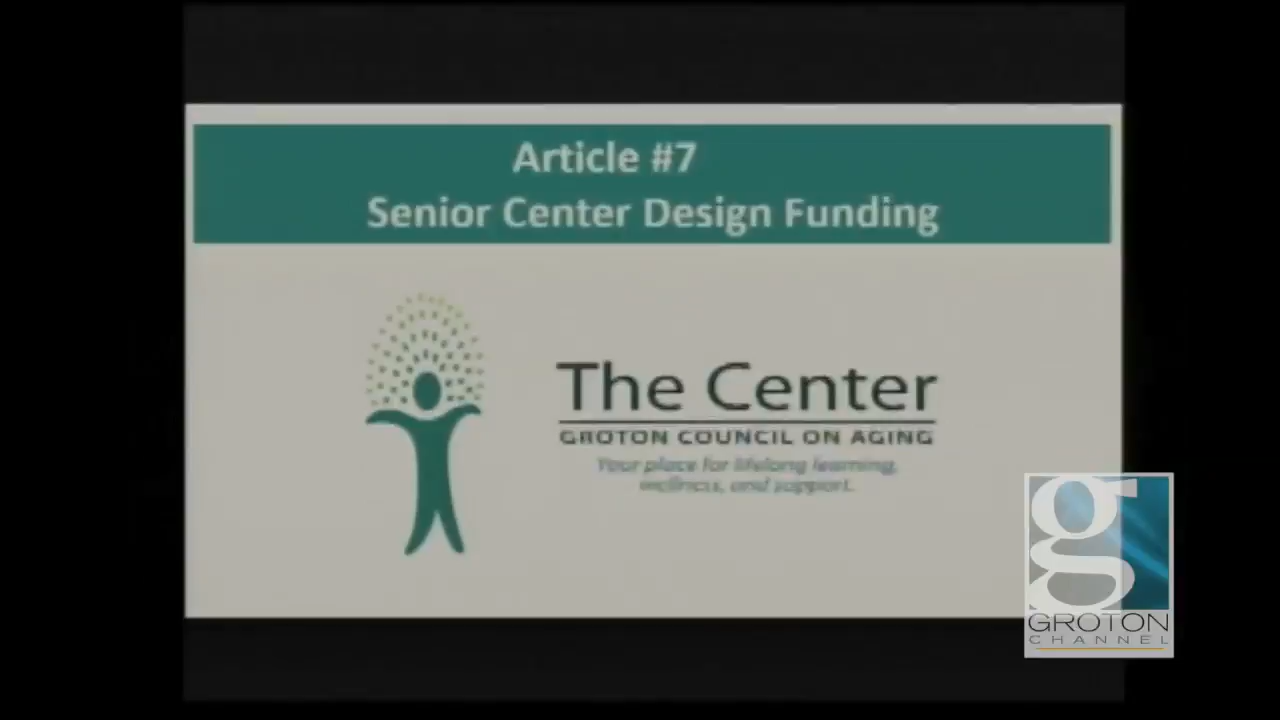 Article #7
Senior Center Design Funding
The Center
GROTON COUNCIL ON AGING
Your place for lifelong learning,
wellness, and support.
g
GROTON
CHANNEL